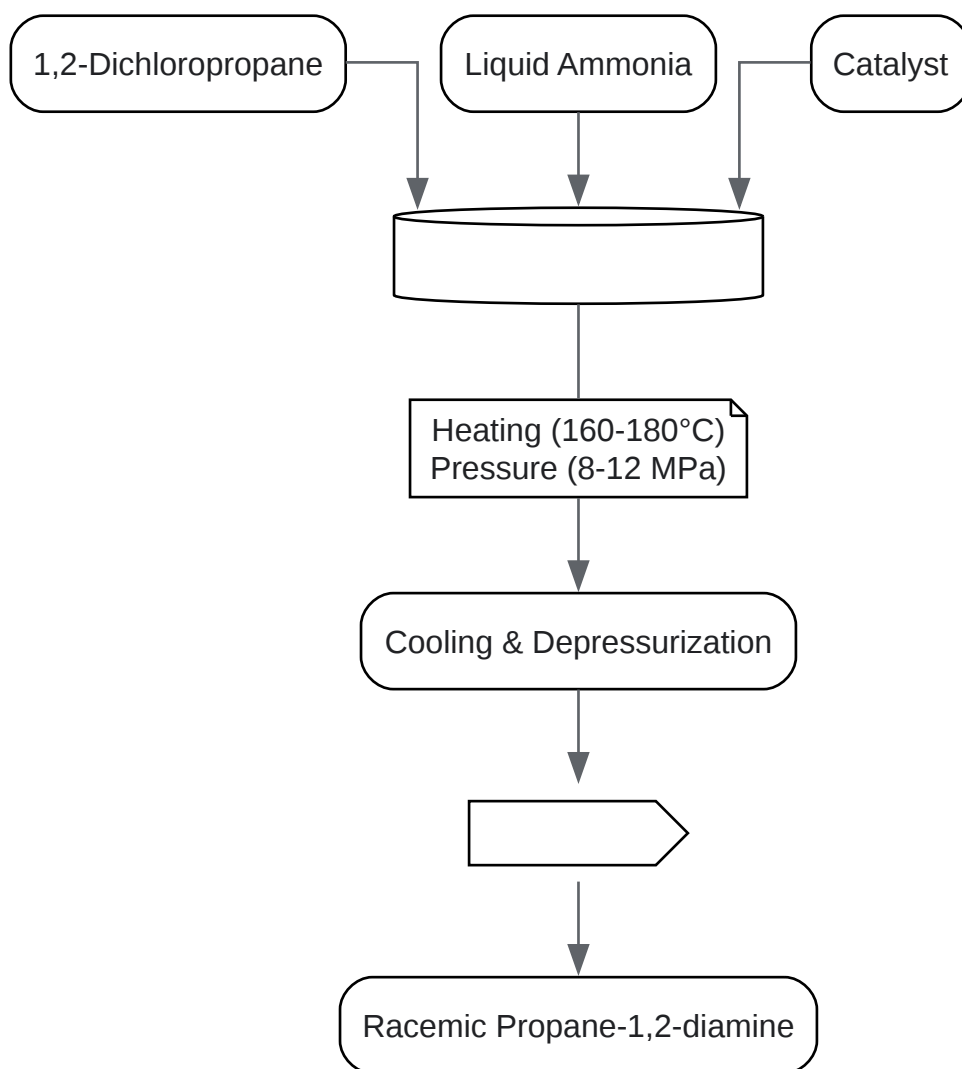 1,2-Dichloropropane
Liquid Ammonia
Catalyst
Heating (160-180°C)
Pressure (8-12 MPa)
Cooling & Depressurization
Racemic Propane-1,2-diamine